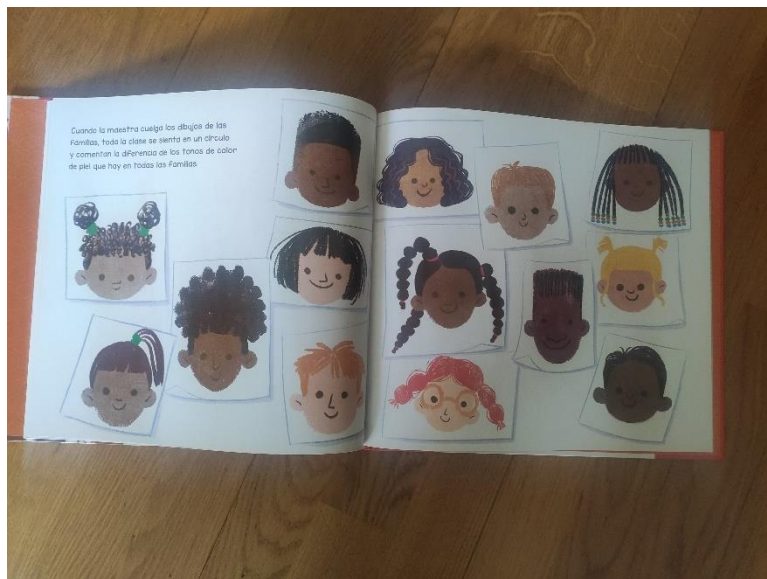 Cuando la maestra cuelga los dibujos de las
familias, toda la clase se sienta en un círculo
y comentan la diferencia de los tonos de color
de piel que hay en todas las familias.